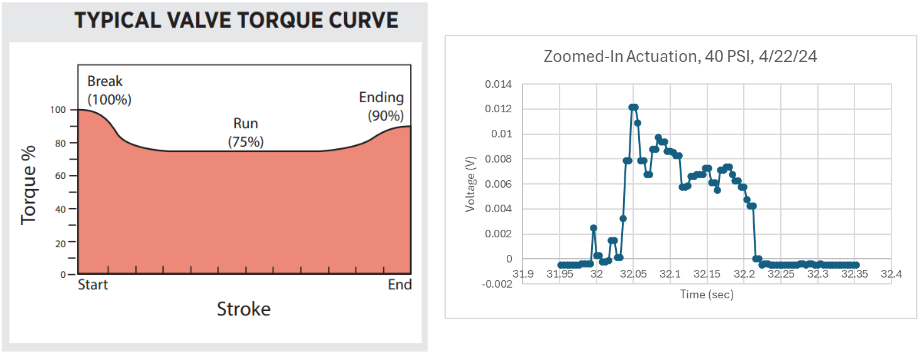 TYPICAL VALVE TORQUE CURVE
Break
(100%)
Run
(75%)
Ending
(90%)
100
80
60
40
20
0
Torque %
Start
End
Stroke
Zoomed-In Actuation, 40 PSI, 4/22/24
0.014
0.012
0.01
0.008
0.006
0.004
0.002
0
-0.002
Voltage (V)
31.9 31.95 32 32.05 32.1 32.15 32.2 32.25 32.3 32.35 32.4
Time (sec)